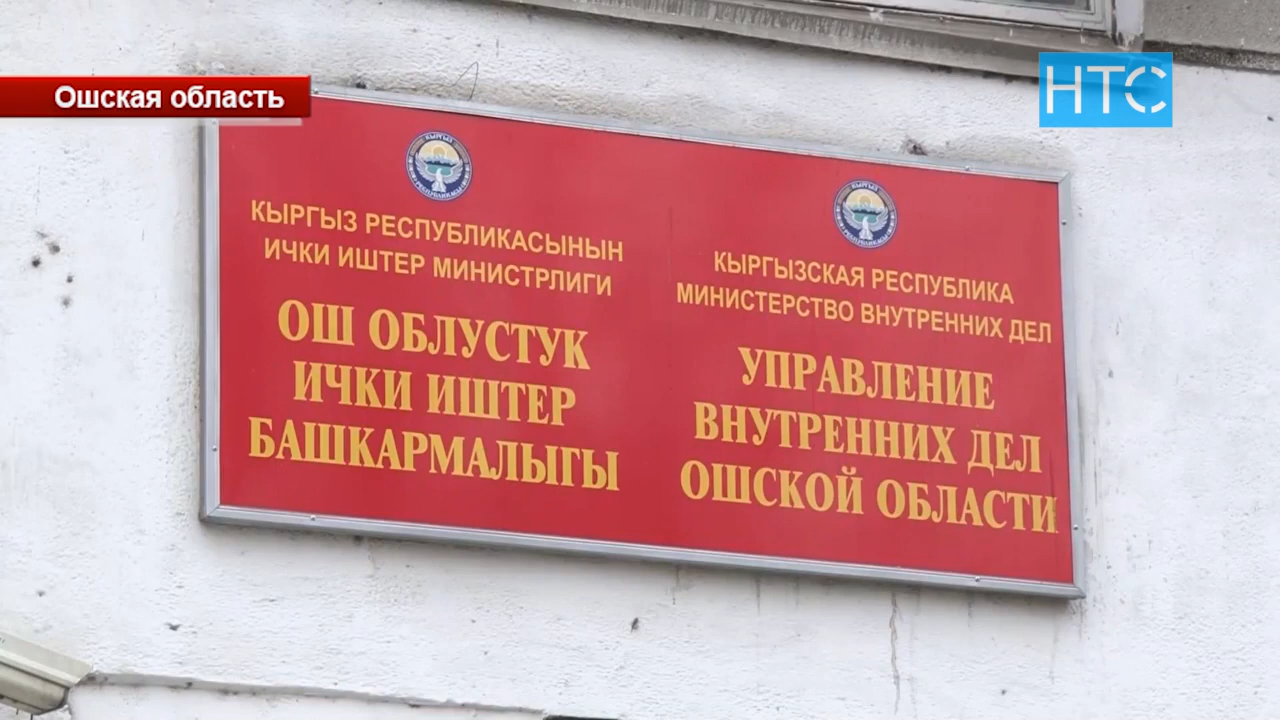 Ошская область
НТС
КЫРГЫЗ РЕСПУБЛИКАСЫНЫН
ИЧКИ ИШТЕР МИНИСТРЛИГИ
ОШ ОБЛУСТУК
ИЧКИ ИШТЕР
БАШКАРМАЛЫГЫ
КЫРГЫЗСКАЯ РЕСПУБЛИКА
МИНИСТЕРСТВО ВНУТРЕННИХ ДЕЛ
УПРАВЛЕНИЕ
ВНУТРЕННИХ ДЕЛ
ОШСКОЙ ОБЛАСТИ